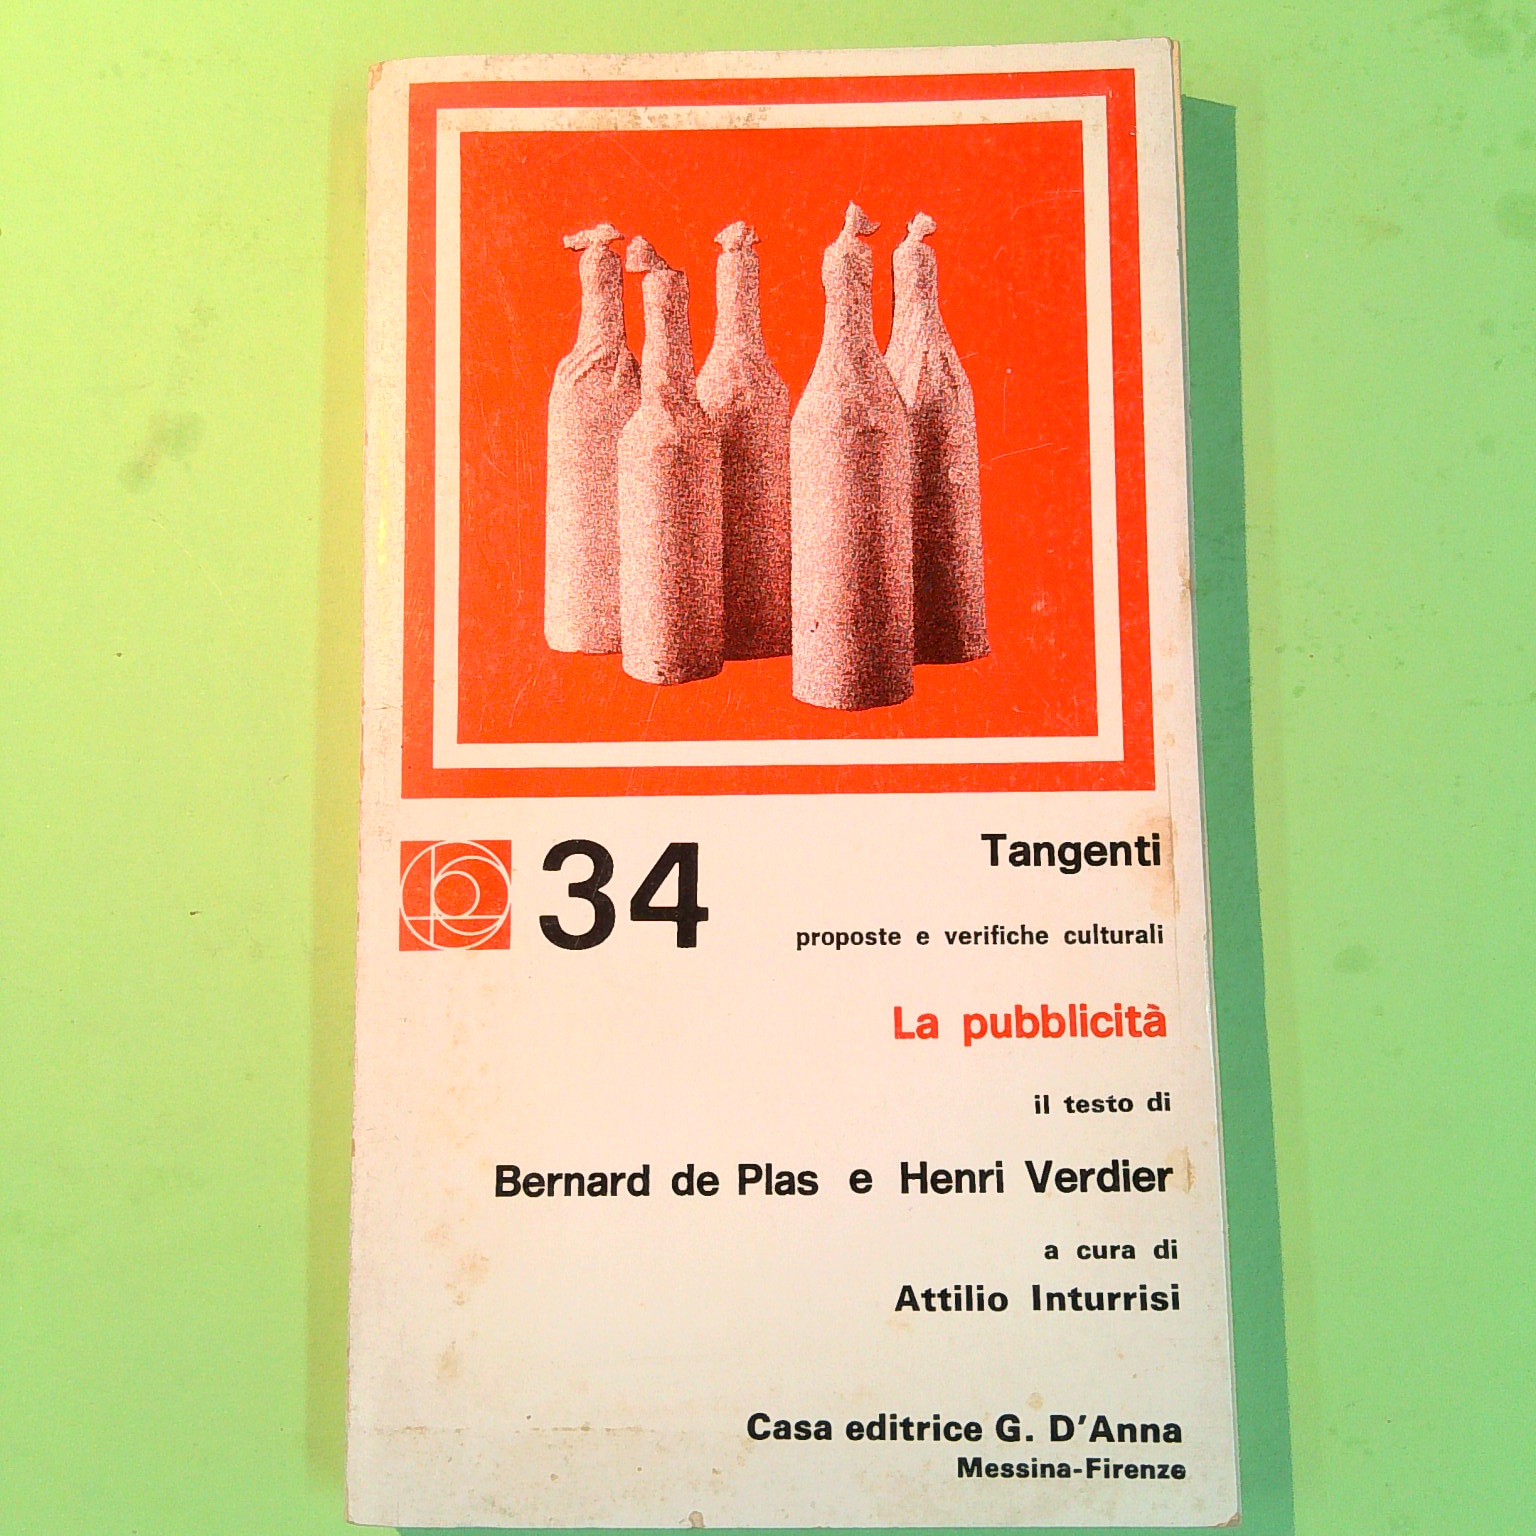 34
Tangenti
proposte e verifiche culturali
La pubblicità
il testo di
Bernard de Plas e Henri Verdier
a cura di
Attilio Inturrisi
Casa editrice G. D'Anna
Messina-Firenze